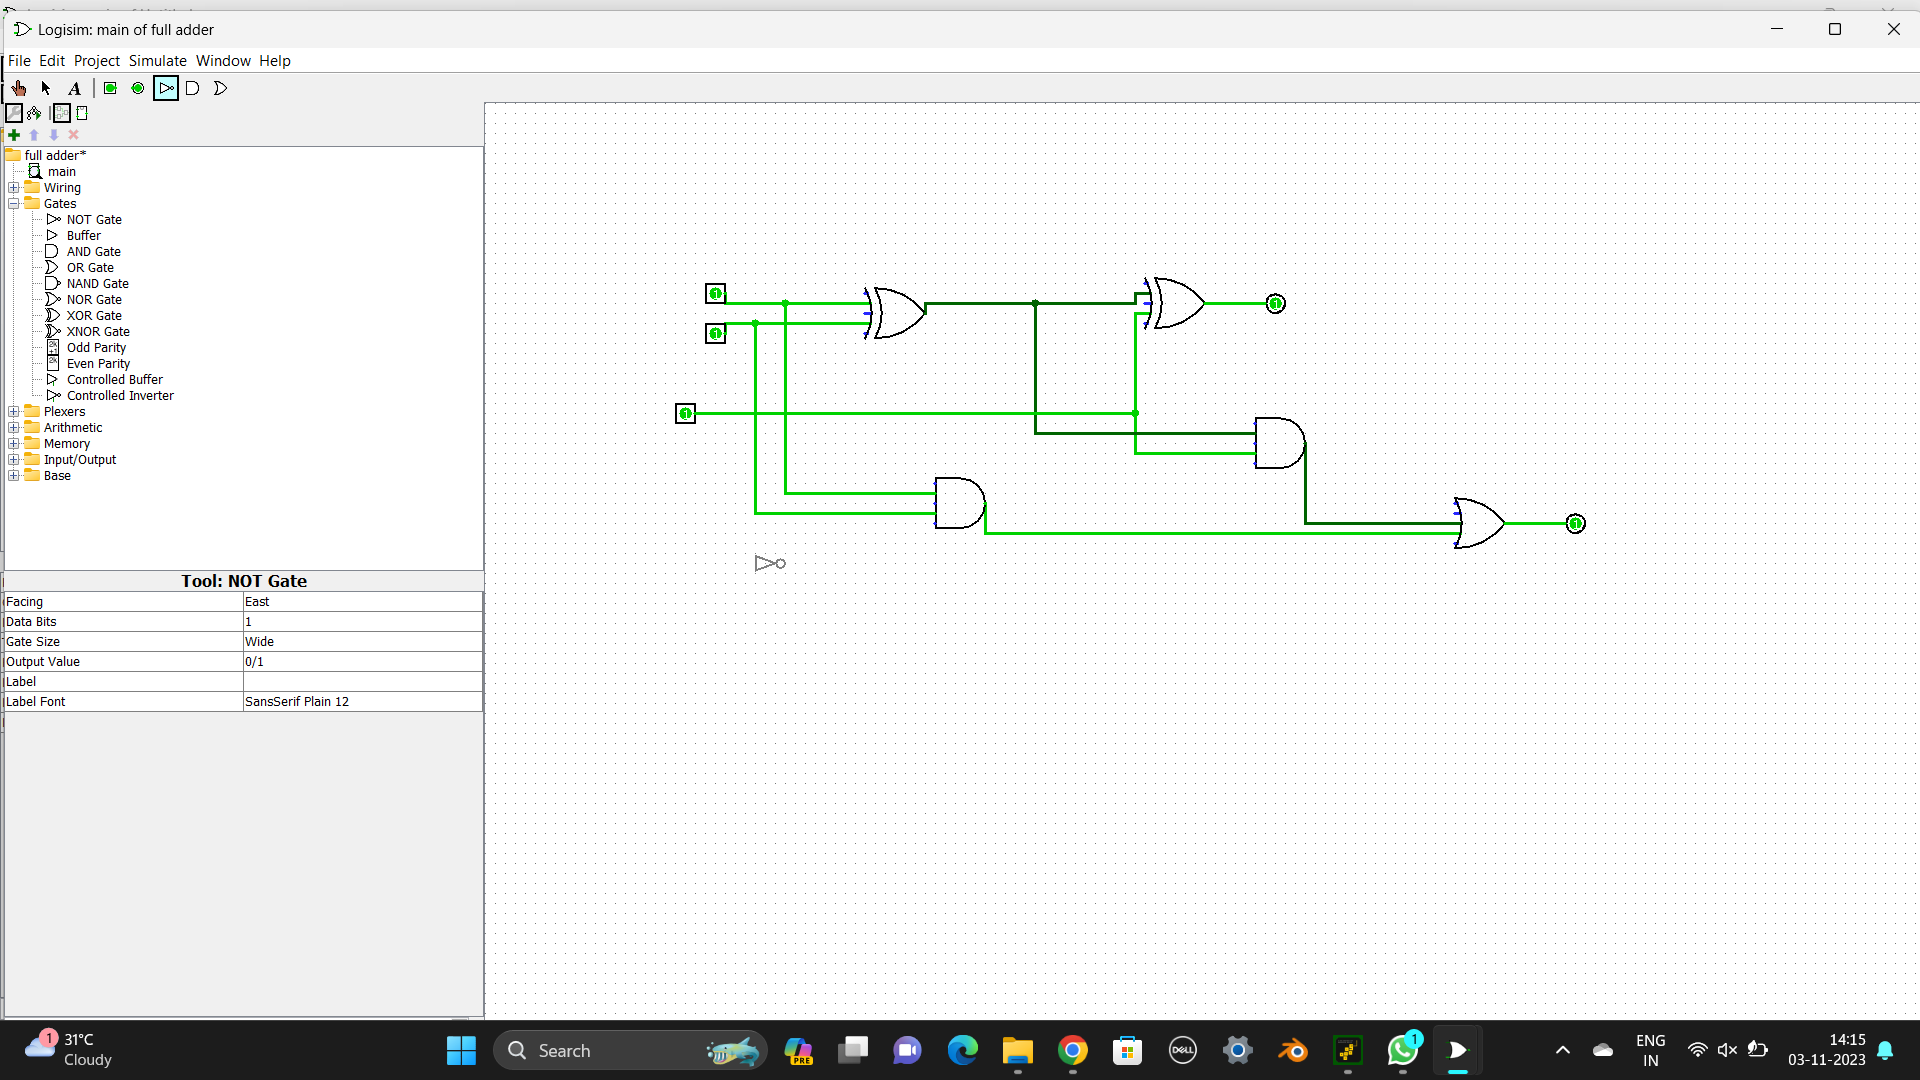 Logisim: main of full adder
File Edit Project Simulate Window Help
A
full adder*
main
Wiring
Gates
NOT Gate
Buffer
AND Gate
OR Gate
NAND Gate
NOR Gate
XOR Gate
XNOR Gate
Odd Parity
Even Parity
Controlled Buffer
Controlled Inverter
Plexers
Arithmetic
Memory
Input/Output
Base
Tool: NOT Gate
Facing East
Data Bits 1
Gate Size Wide
Output Value 0/1
Label
Label Font SansSerif Plain 12
1
1
1
1
1
1
31°C
Cloudy
Search
PRE
DELL
1
ENG
IN
14:15
03-11-2023